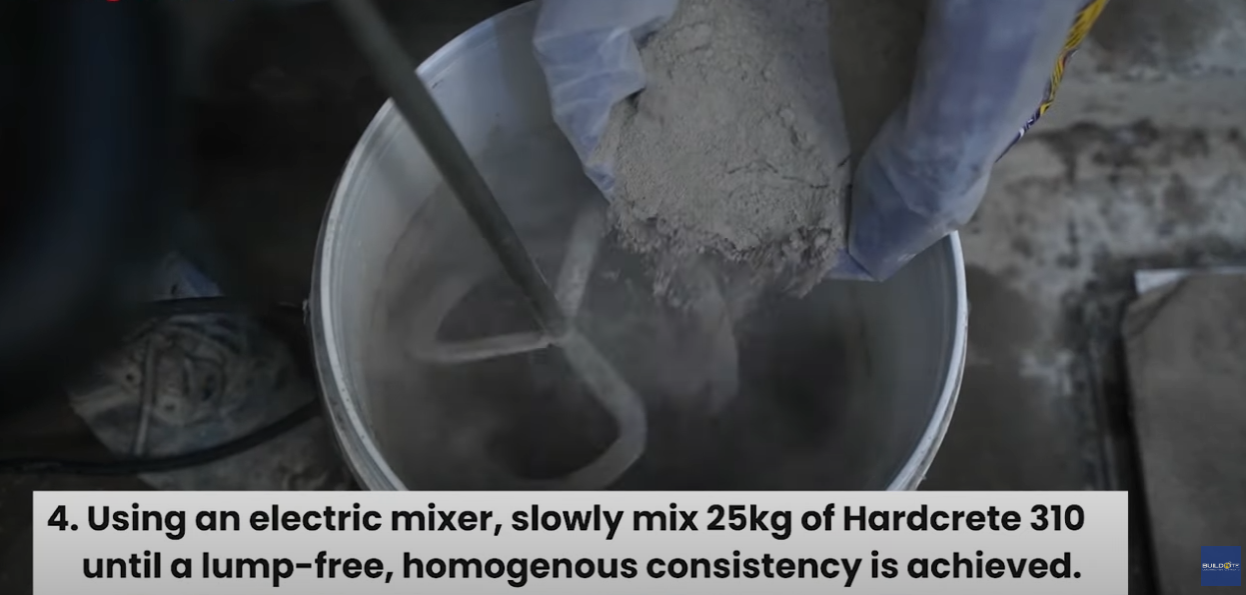 4. Using an electric mixer, slowly mix 25kg of Hardcrete 310
until a lump-free, homogenous consistency is achieved.